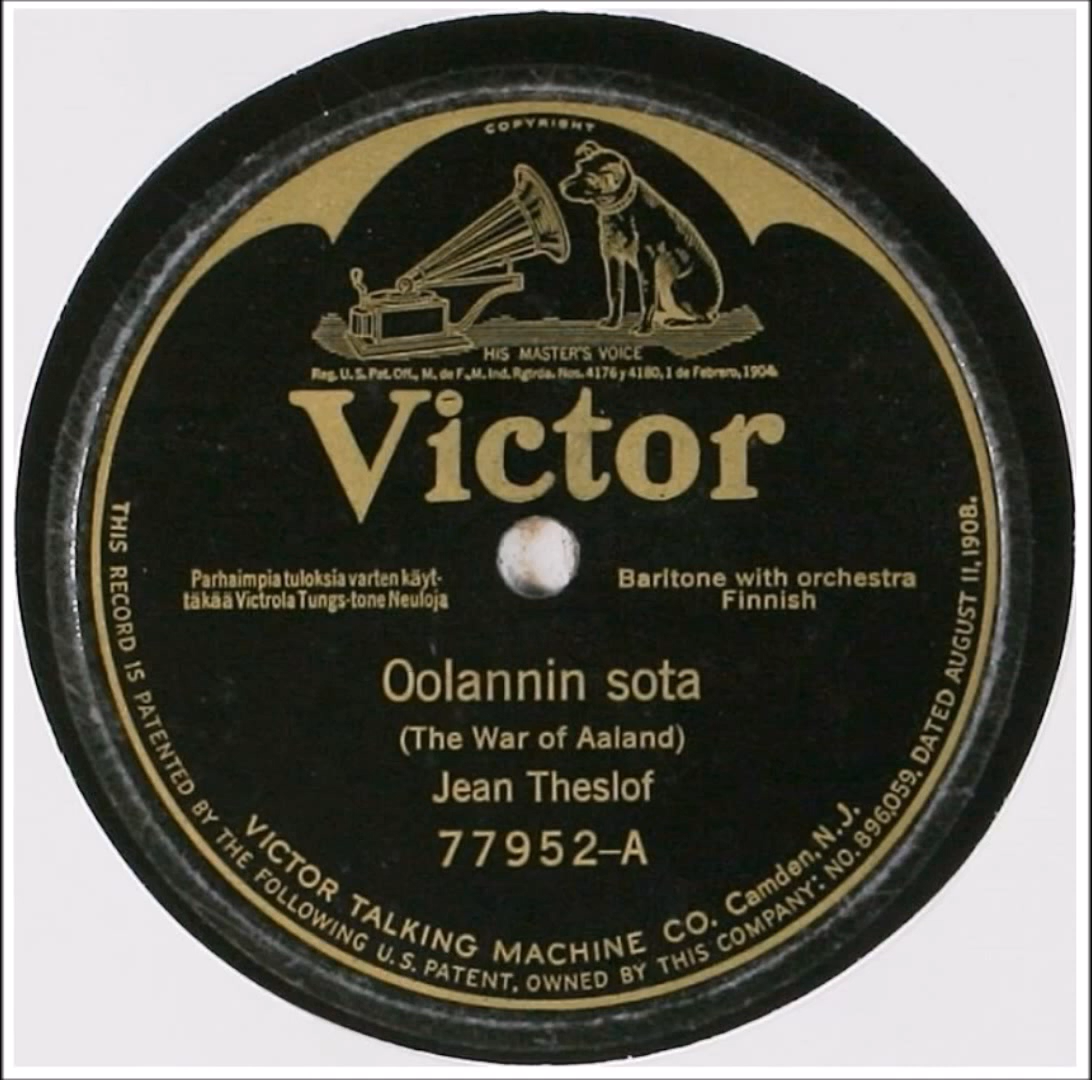 COPYRIGHT
HIS MASTER'S VOICE
Reg. U.S. Pat. Off., M. de F., M. Ind. Rgtrda. Nos. 4176 y 4180, 1 de Febrero, 1904.
Victor
Parhaimpia tuloksia varten käyt-
täkää Victrola Tungs-tone Neuloja
Baritone with orchestra
Finnish
Oolannin sota
(The War of Aaland)
Jean Theslof
77952–A
VICTOR TALKING MACHINE CO. Camden, N.J.
THIS RECORD IS PATENTED BY THE FOLLOWING U.S. PATENT, OWNED BY THIS COMPANY: NO. 896,059, DATED AUGUST 11, 1908.